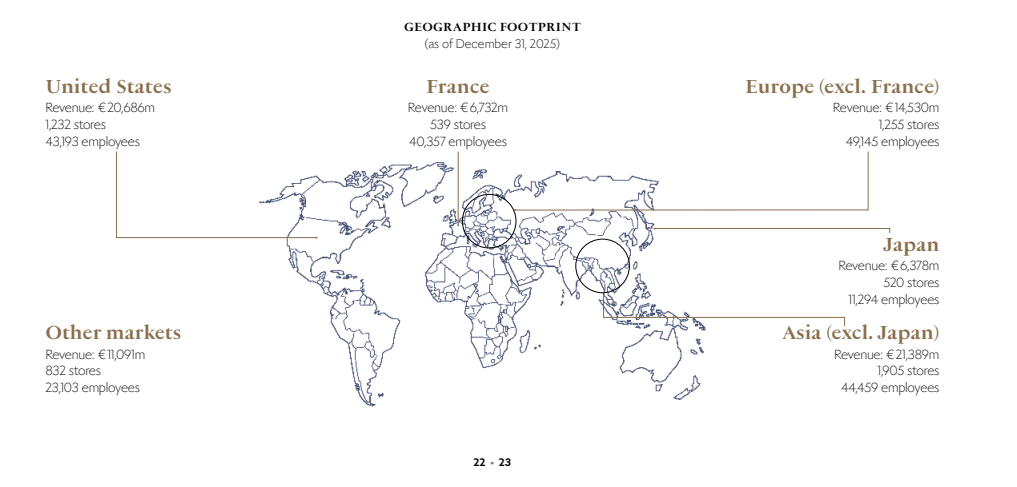 GEOGRAPHIC FOOTPRINT
(as of December 31, 2025)
United States
Revenue: €20,686m
1,232 stores
43,193 employees
France
Revenue: €6,732m
539 stores
40,357 employees
Europe (excl. France)
Revenue: €14,530m
1,255 stores
49,145 employees
Japan
Revenue: €6,378m
520 stores
11,294 employees
Other markets
Revenue: €11,091m
832 stores
23,103 employees
Asia (excl. Japan)
Revenue: €21,389m
1,905 stores
44,459 employees
22 • 23